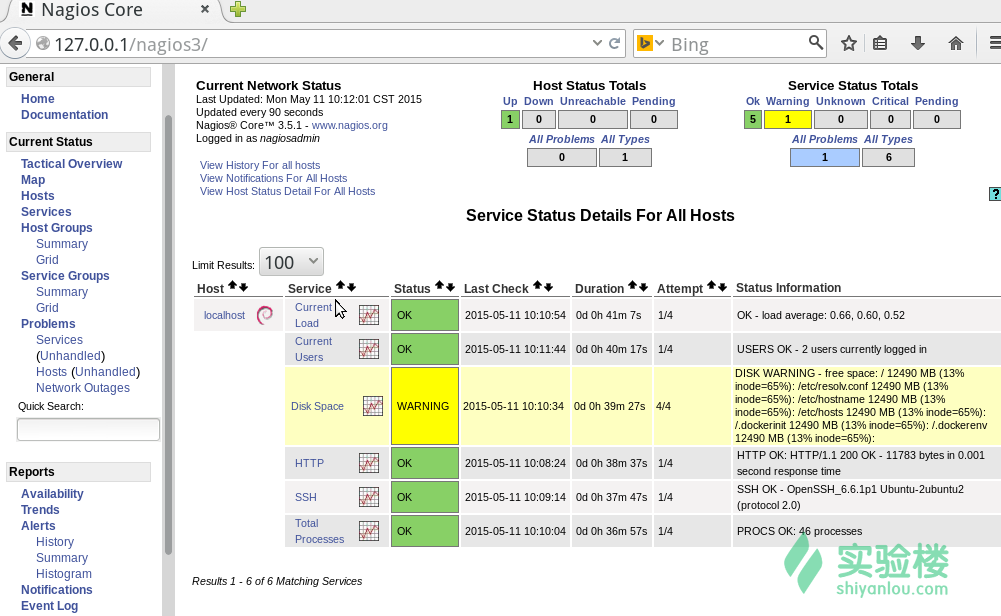 Nagios Core
127.0.0.1/nagios3/
Bing
General
Home
Documentation
Current Status
Tactical Overview
Map
Hosts
Services
Host Groups
Summary
Grid
Service Groups
Summary
Grid
Problems
Services
(Unhandled)
Hosts (Unhandled)
Network Outages
Quick Search:
Reports
Availability
Trends
Alerts
History
Summary
Histogram
Notifications
Event Log
Current Network Status
Last Updated: Mon May 11 10:12:01 CST 2015
Updated every 90 seconds
Nagios® Core™ 3.5.1 - www.nagios.org
Logged in as nagiosadmin
View History For all hosts
View Notifications For All Hosts
View Host Status Detail For All Hosts
Host Status Totals
Up Down Unreachable Pending
1 0 0 0
All Problems All Types
0 1
Service Status Totals
Ok Warning Unknown Critical Pending
5 1 0 0 0
All Problems All Types
1 6
?
Service Status Details For All Hosts
Limit Results: 100
Host Service Status Last Check Duration Attempt Status Information
localhost Current Load OK 2015-05-11 10:10:54 0d 0h 41m 7s 1/4 OK - load average: 0.66, 0.60, 0.52
Current Users OK 2015-05-11 10:11:44 0d 0h 40m 17s 1/4 USERS OK - 2 users currently logged in
Disk Space WARNING 2015-05-11 10:10:34 0d 0h 39m 27s 4/4 DISK WARNING - free space: / 12490 MB (13%
inode=65%): /etc/resolv.conf 12490 MB (13%
inode=65%): /etc/hostname 12490 MB (13%
inode=65%): /etc/hosts 12490 MB (13% inode=65%):
/.dockerinit 12490 MB (13% inode=65%): /.dockerenv
12490 MB (13% inode=65%):
HTTP OK 2015-05-11 10:08:24 0d 0h 38m 37s 1/4 HTTP OK: HTTP/1.1 200 OK - 11783 bytes in 0.001
second response time
SSH OK 2015-05-11 10:09:14 0d 0h 37m 47s 1/4 SSH OK - OpenSSH_6.6.1p1 Ubuntu-2ubuntu2
(protocol 2.0)
Total Processes OK 2015-05-11 10:10:04 0d 0h 36m 57s 1/4 PROCS OK: 46 processes
Results 1 - 6 of 6 Matching Services
实验楼
shiyanlou.com